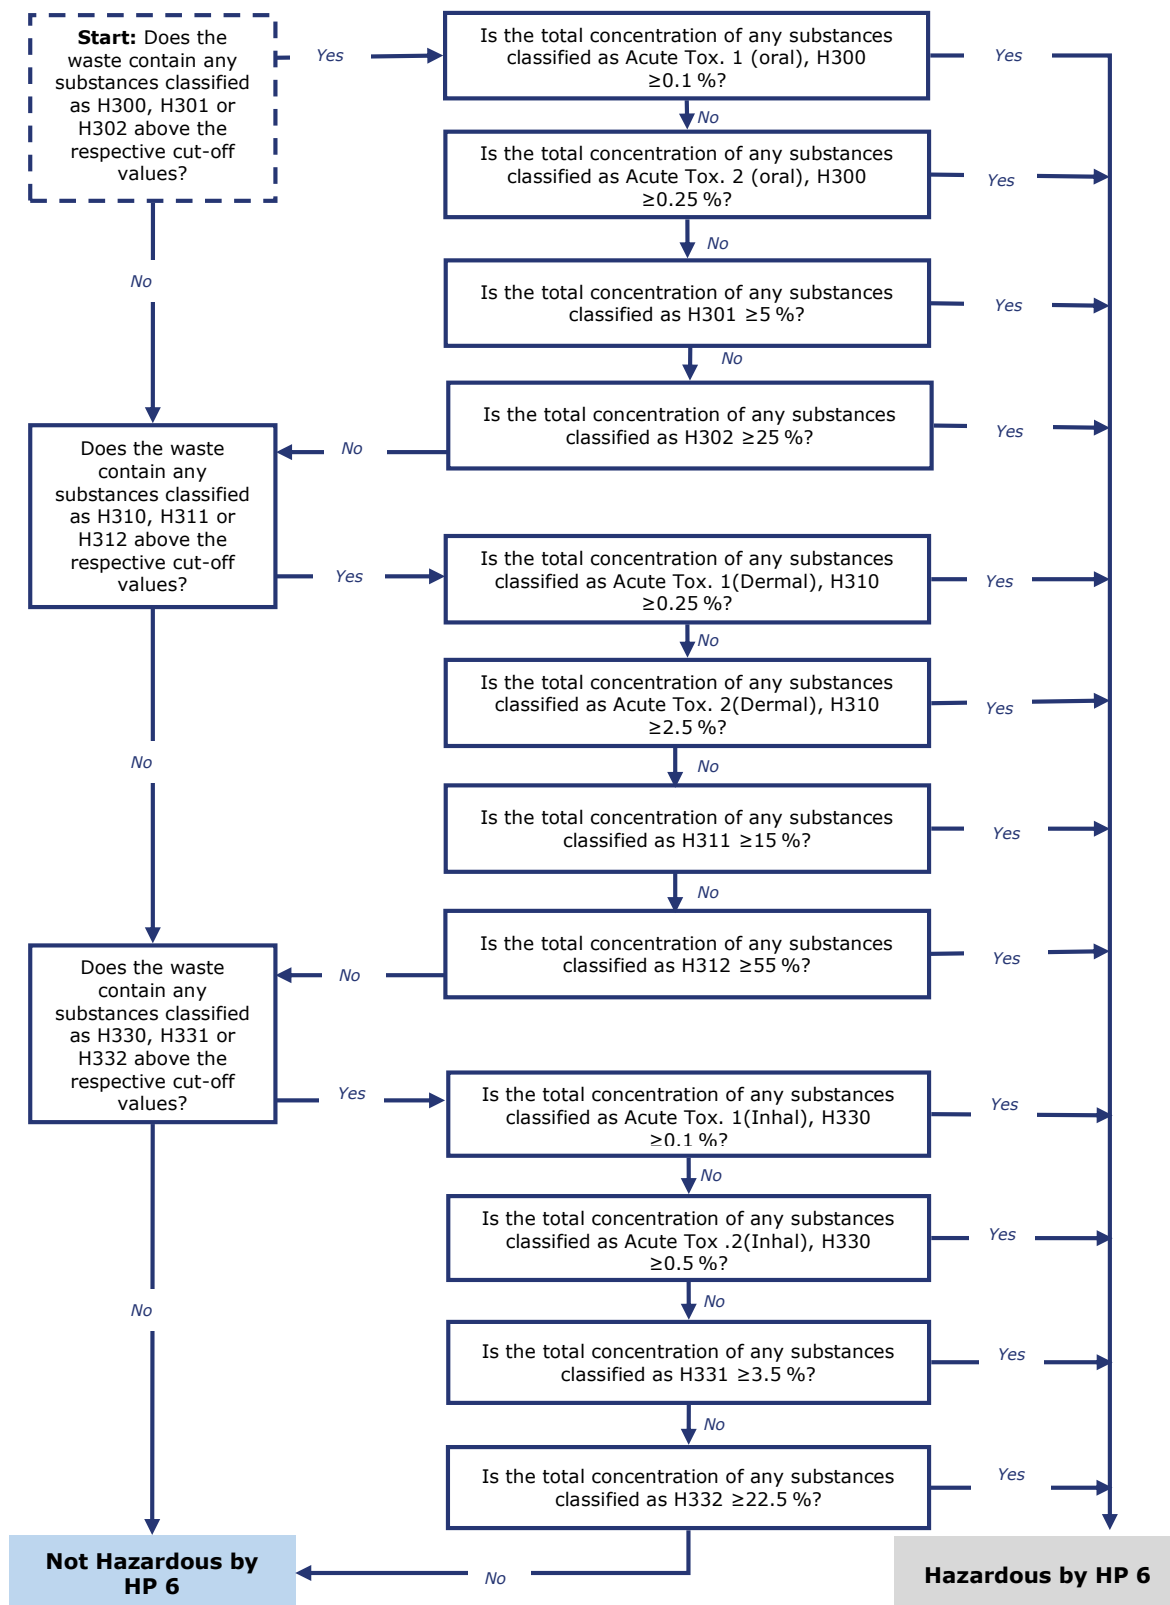 Start: Does the
waste contain any
substances classified
as H300, H301 or
H302 above the
respective cut-off
values?
Yes
Is the total concentration of any substances
classified as Acute Tox. 1 (oral), H300
≥0.1 %?
Yes
No
Is the total concentration of any substances
classified as Acute Tox. 2 (oral), H300
≥0.25 %?
Yes
No
No
Is the total concentration of any substances
classified as H301 ≥5 %?
Yes
No
Is the total concentration of any substances
classified as H302 ≥25 %?
Yes
No
Does the waste
contain any
substances classified
as H310, H311 or
H312 above the
respective cut-off
values?
Yes
Is the total concentration of any substances
classified as Acute Tox. 1(Dermal), H310
≥0.25 %?
Yes
No
Is the total concentration of any substances
classified as Acute Tox. 2(Dermal), H310
≥2.5 %?
Yes
No
No
Is the total concentration of any substances
classified as H311 ≥15 %?
Yes
No
Is the total concentration of any substances
classified as H312 ≥55 %?
Yes
No
Does the waste
contain any
substances classified
as H330, H331 or
H332 above the
respective cut-off
values?
Yes
Is the total concentration of any substances
classified as Acute Tox. 1(Inhal), H330
≥0.1 %?
Yes
No
Is the total concentration of any substances
classified as Acute Tox .2(Inhal), H330
≥0.5 %?
Yes
No
No
Is the total concentration of any substances
classified as H331 ≥3.5 %?
Yes
No
Is the total concentration of any substances
classified as H332 ≥22.5 %?
Yes
No
Not Hazardous by
HP 6
Hazardous by HP 6